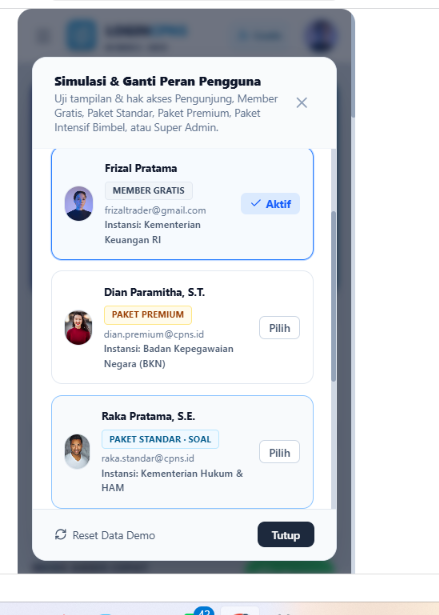 Simulasi & Ganti Peran Pengguna
Uji tampilan & hak akses Pengunjung, Member
Gratis, Paket Standar, Paket Premium, Paket
Intensif Bimbel, atau Super Admin.
Frizal Pratama
MEMBER GRATIS
frizaltrader@gmail.com
Instansi: Kementerian
Keuangan RI
Aktif
Dian Paramitha, S.T.
PAKET PREMIUM
dian.premium@cpns.id
Instansi: Badan Kepegawaian
Negara (BKN)
Pilih
Raka Pratama, S.E.
PAKET STANDAR • SOAL
raka.standar@cpns.id
Instansi: Kementerian Hukum &
HAM
Pilih
Reset Data Demo
Tutup
42